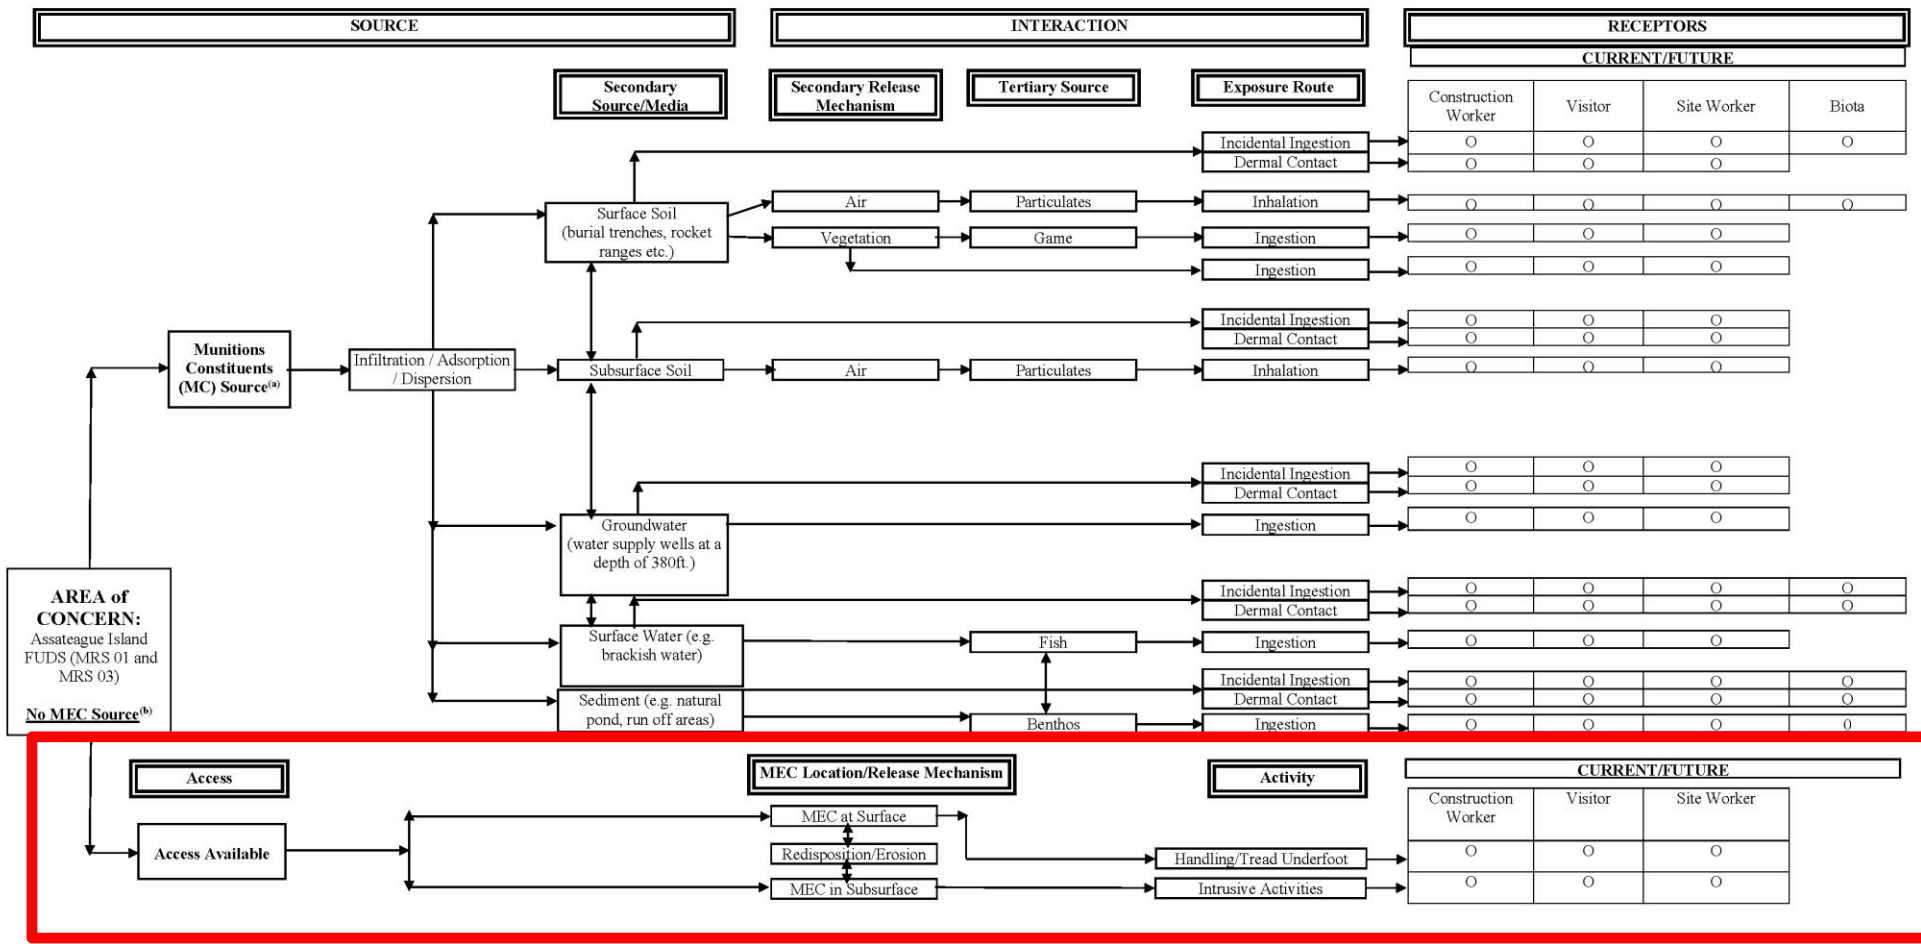 SOURCE
INTERACTION
RECEPTORS
CURRENT/FUTURE
Secondary
Source/Media
Secondary Release
Mechanism
Tertiary Source
Exposure Route
Construction
Worker
Visitor
Site Worker
Biota
Incidental Ingestion
O O O O
Dermal Contact
O O O
Surface Soil
(burial trenches, rocket
ranges etc.)
Air
Particulates
Inhalation
O O O O
Vegetation
Game
Ingestion
O O O
Ingestion
O O O
Incidental Ingestion
O O O
Dermal Contact
O O O
Munitions
Constituents
(MC) Source(a)
Infiltration / Adsorption
/ Dispersion
Subsurface Soil
Air
Particulates
Inhalation
O O O
Incidental Ingestion
O O O
Dermal Contact
O O O
Groundwater
(water supply wells at a
depth of 380ft.)
Ingestion
O O O
Incidental Ingestion
O O O O
Dermal Contact
O O O O
AREA of
CONCERN:
Assateague Island
FUDS (MRS 01 and
MRS 03)
No MEC Source(b)
Surface Water (e.g.
brackish water)
Fish
Ingestion
O O O
Incidental Ingestion
O O O O
Dermal Contact
O O O O
Sediment (e.g. natural
pond, run off areas)
Benthos
Ingestion
O O O 0
Access
MEC Location/Release Mechanism
Activity
CURRENT/FUTURE
Construction
Worker
Visitor
Site Worker
Access Available
MEC at Surface
Redisposition/Erosion
Handling/Tread Underfoot
O O O
MEC in Subsurface
Intrusive Activities
O O O